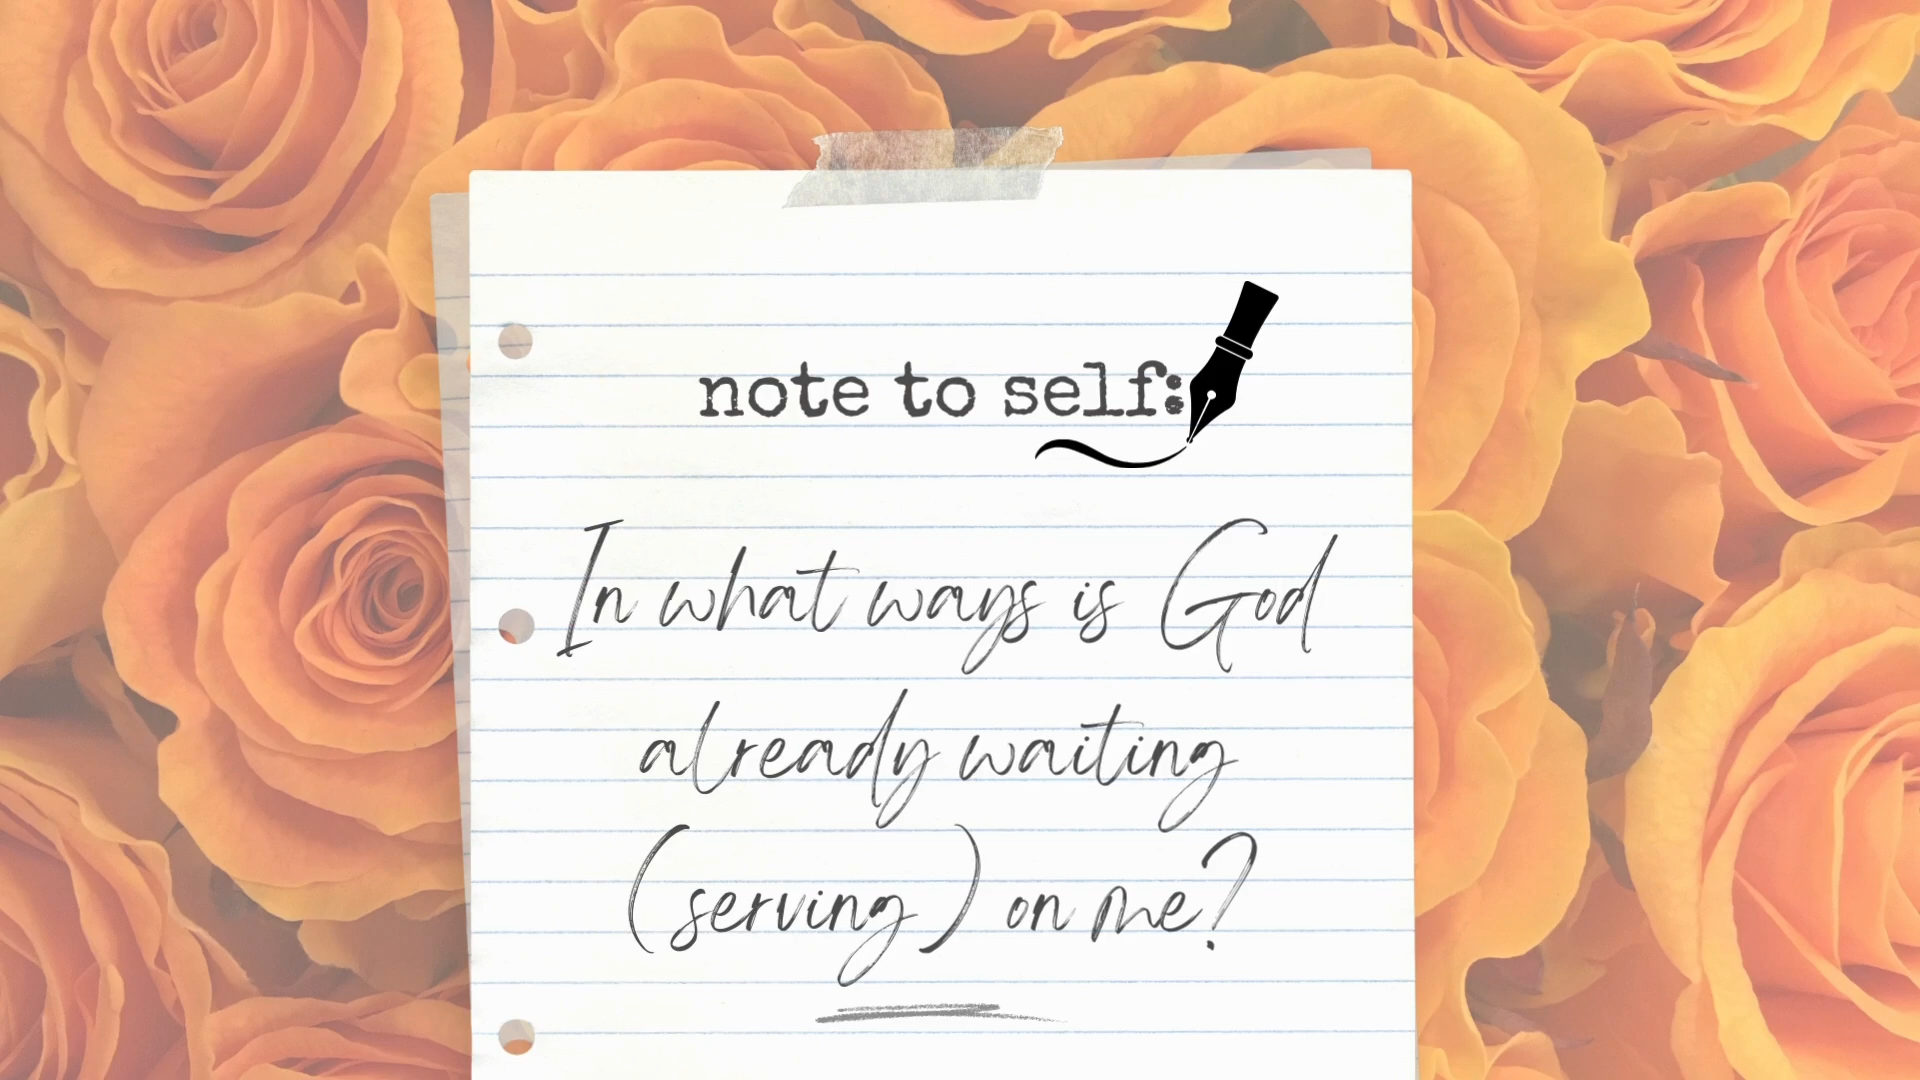 note to self:
In what ways is God
already waiting
(serving) on me?